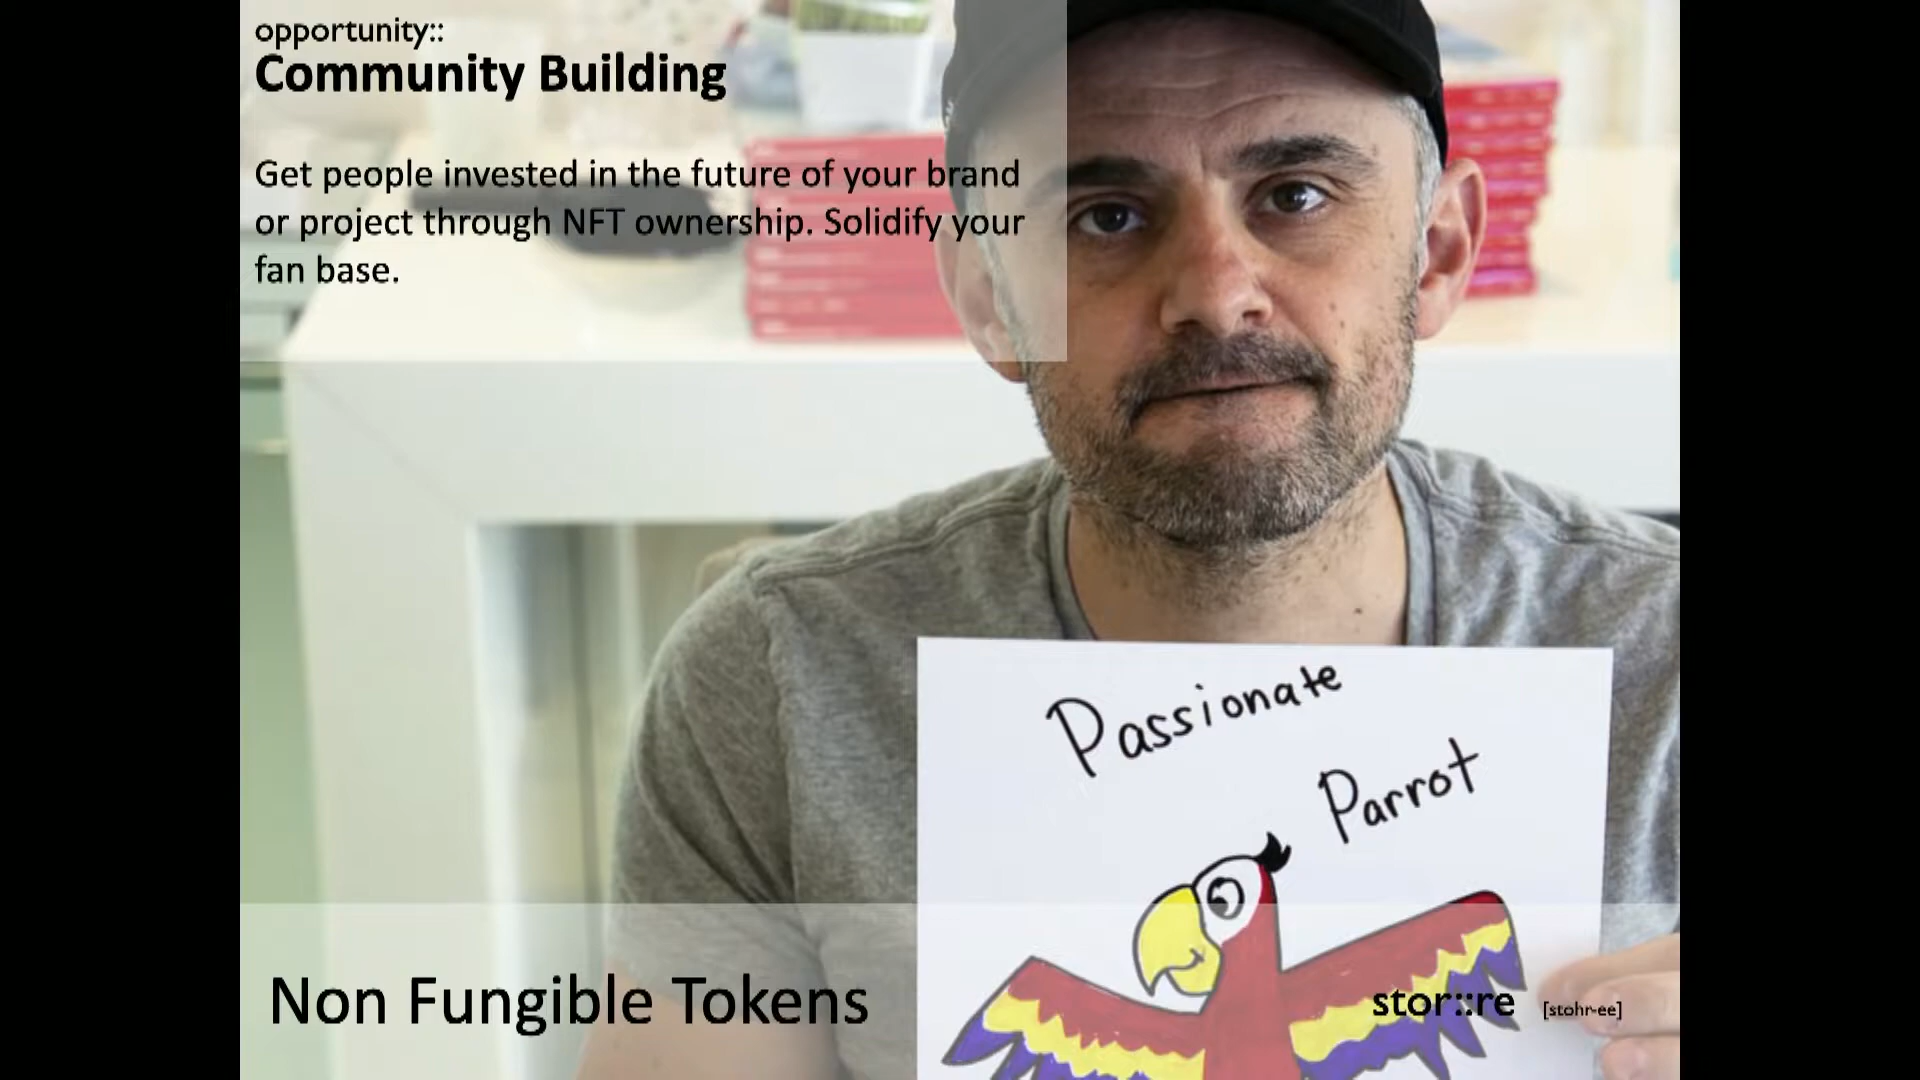 opportunity::
Community Building
Get people invested in the future of your brand
or project through NFT ownership. Solidify your
fan base.
Passionate
Parrot
Non Fungible Tokens
stor::re [stohr-ee]